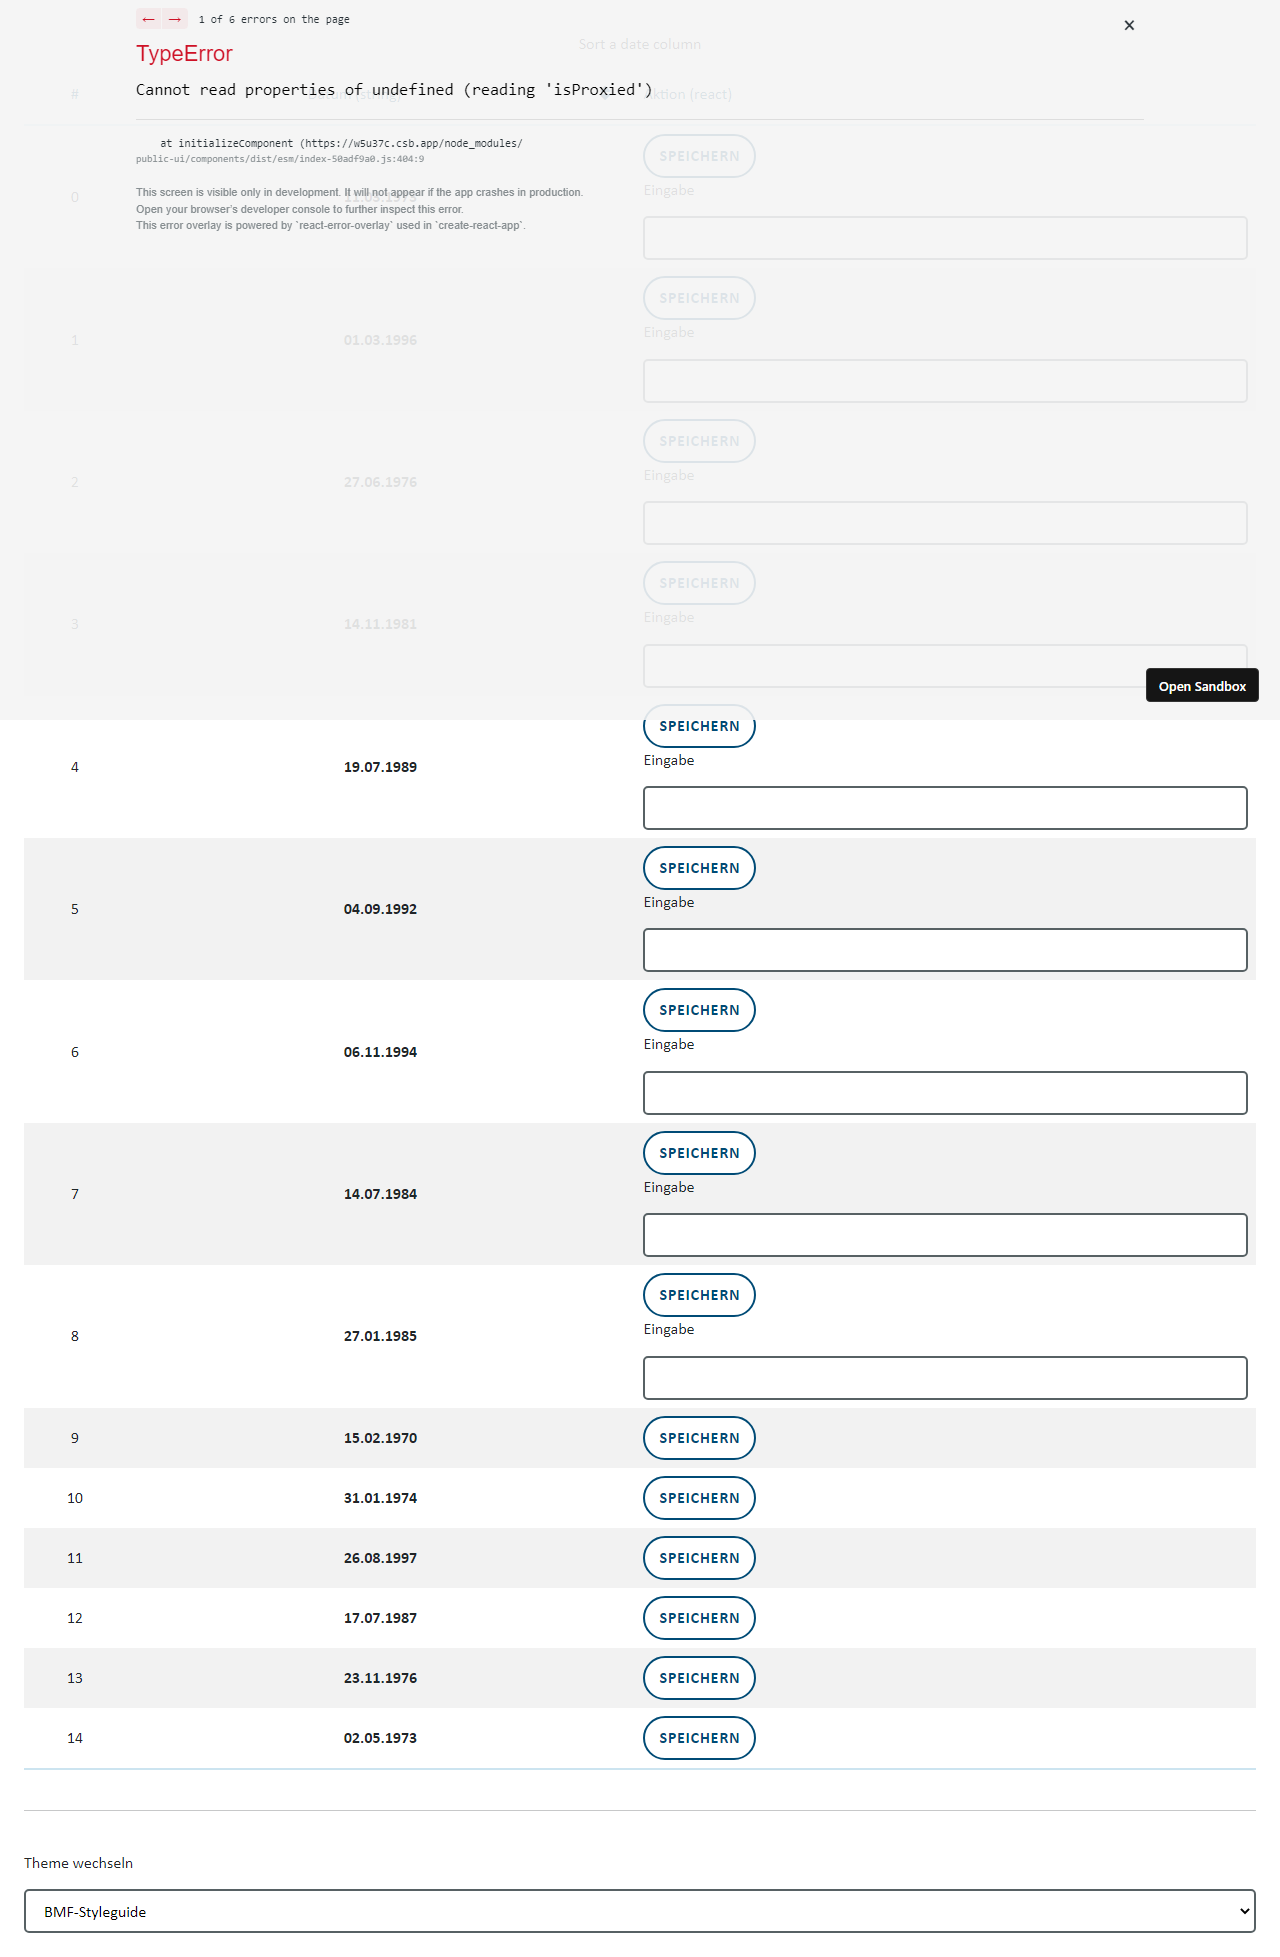 ← → 1 of 6 errors on the page
×
Sort a date column
TypeError
Cannot read properties of undefined (reading 'isProxied')
# Aktion (react)
at initializeComponent (https://w5u37c.csb.app/node_modules/
public-ui/components/dist/esm/index-50adf9a0.js:404:9
This screen is visible only in development. It will not appear if the app crashes in production.
Open your browser's developer console to further inspect this error.
This error overlay is powered by `react-error-overlay` used in `create-react-app`.
SPEICHERN
Eingabe
0
SPEICHERN
Eingabe
1 01.03.1996
SPEICHERN
Eingabe
2 27.06.1976
SPEICHERN
Eingabe
3 14.11.1981
Open Sandbox
SPEICHERN
Eingabe
4 19.07.1989
SPEICHERN
Eingabe
5 04.09.1992
SPEICHERN
Eingabe
6 06.11.1994
SPEICHERN
Eingabe
7 14.07.1984
SPEICHERN
Eingabe
8 27.01.1985
9 15.02.1970 SPEICHERN
10 31.01.1974 SPEICHERN
11 26.08.1997 SPEICHERN
12 17.07.1987 SPEICHERN
13 23.11.1976 SPEICHERN
14 02.05.1973 SPEICHERN
Theme wechseln
BMF-Styleguide